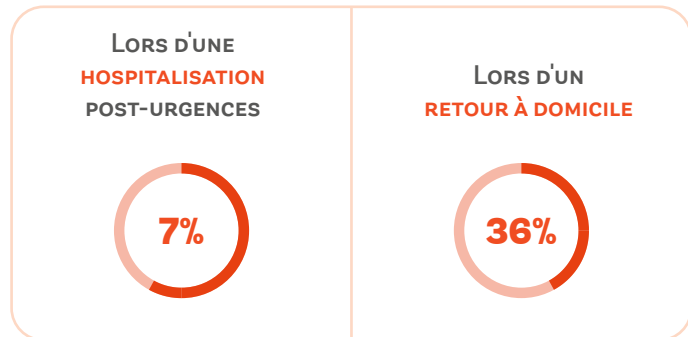 Lors d'une
hospitalisation
post-urgences
7%
Lors d'un
retour à domicile
36%